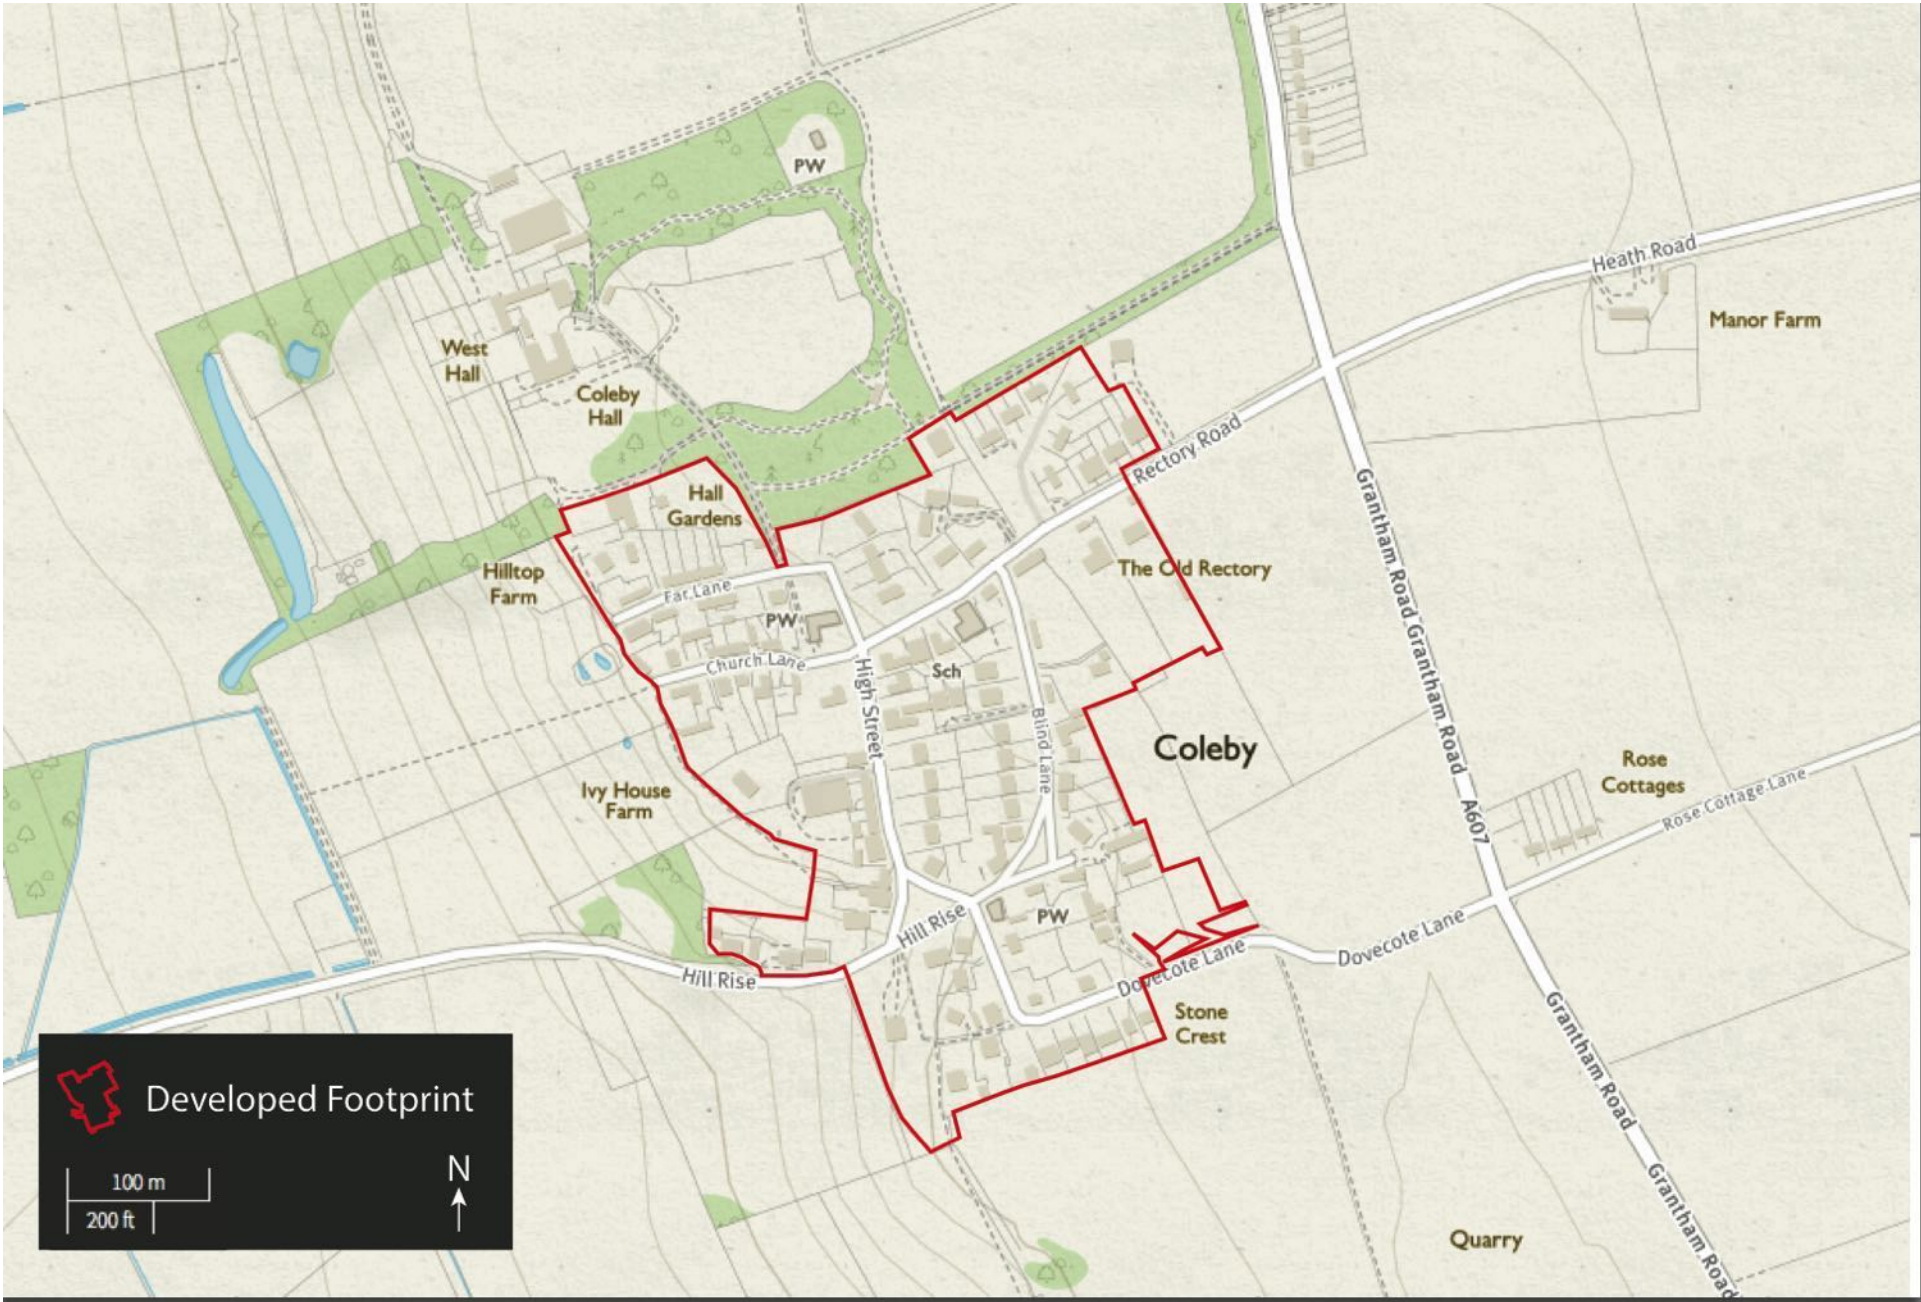 PW
Heath Road
Manor Farm
West
Hall
Coleby
Hall
Rectory Road
Hall
Gardens
Grantham Road Grantham Road A607
Hilltop
Farm
The Old Rectory
Far Lane
PW
Church Lane
High Street
Sch
Blind Lane
Coleby
Ivy House
Farm
Rose
Cottages
Rose Cottage Lane
Hill Rise
PW
Dovecote Lane
Dovecote Lane
Hill Rise
Stone
Crest
Grantham Road
Grantham Road
Quarry
Developed Footprint
100 m
200 ft
N